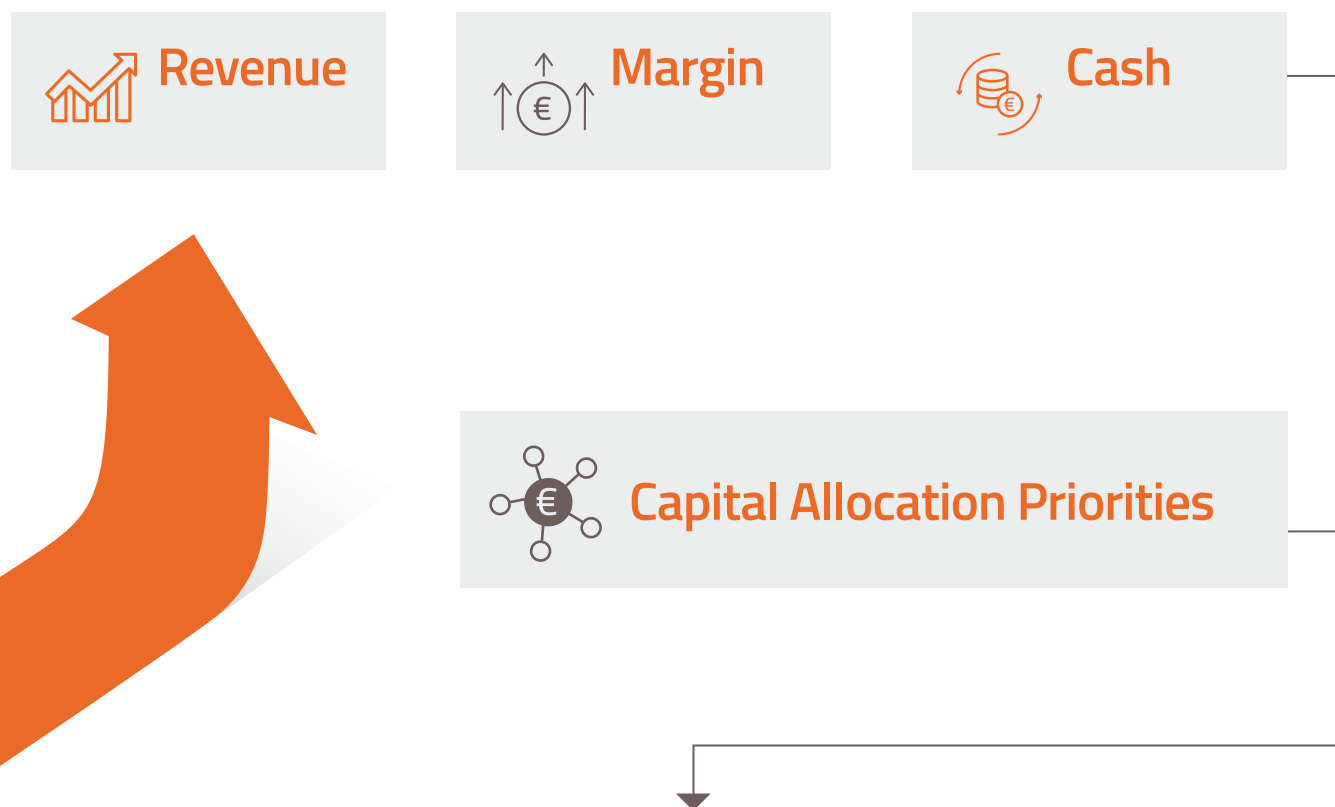 Revenue
Margin
€
Cash
€
€
Capital Allocation Priorities